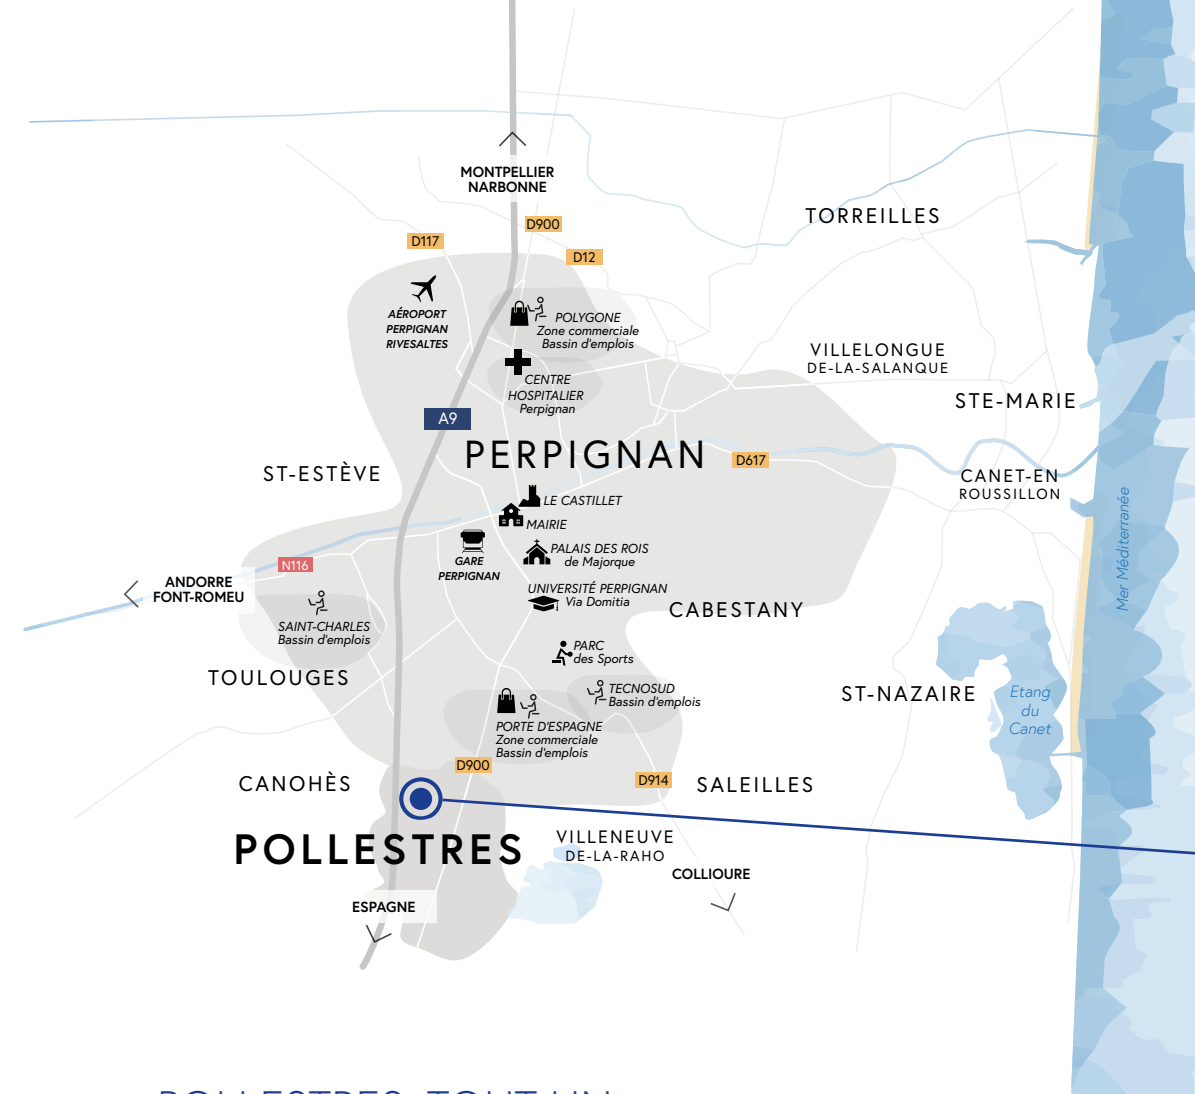 MONTPELLIER
NARBONNE
D900
D117
D12
TORREILLES
AÉROPORT
PERPIGNAN
RIVESALTES
POLYGONE
Zone commerciale
Bassin d'emplois
VILLELONGUE
DE-LA-SALANQUE
CENTRE
HOSPITALIER
Perpignan
STE-MARIE
A9
PERPIGNAN
D617
ST-ESTÈVE
CANET-EN
ROUSSILLON
LE CASTILLET
MAIRIE
Mer Méditerranée
GARE
PERPIGNAN
PALAIS DES ROIS
de Majorque
N116
ANDORRE
FONT-ROMEU
UNIVERSITÉ PERPIGNAN
Via Domitia
CABESTANY
SAINT-CHARLES
Bassin d'emplois
PARC
des Sports
TOULOUGES
TECNOSUD
Bassin d'emplois
ST-NAZAIRE
Etang
du
Canet
PORTE D'ESPAGNE
Zone commerciale
Bassin d'emplois
D900
D914
CANOHÈS
SALEILLES
POLLESTRES
VILLENEUVE
DE-LA-RAHO
COLLIOURE
ESPAGNE
POLLESTRES, TOUT UN